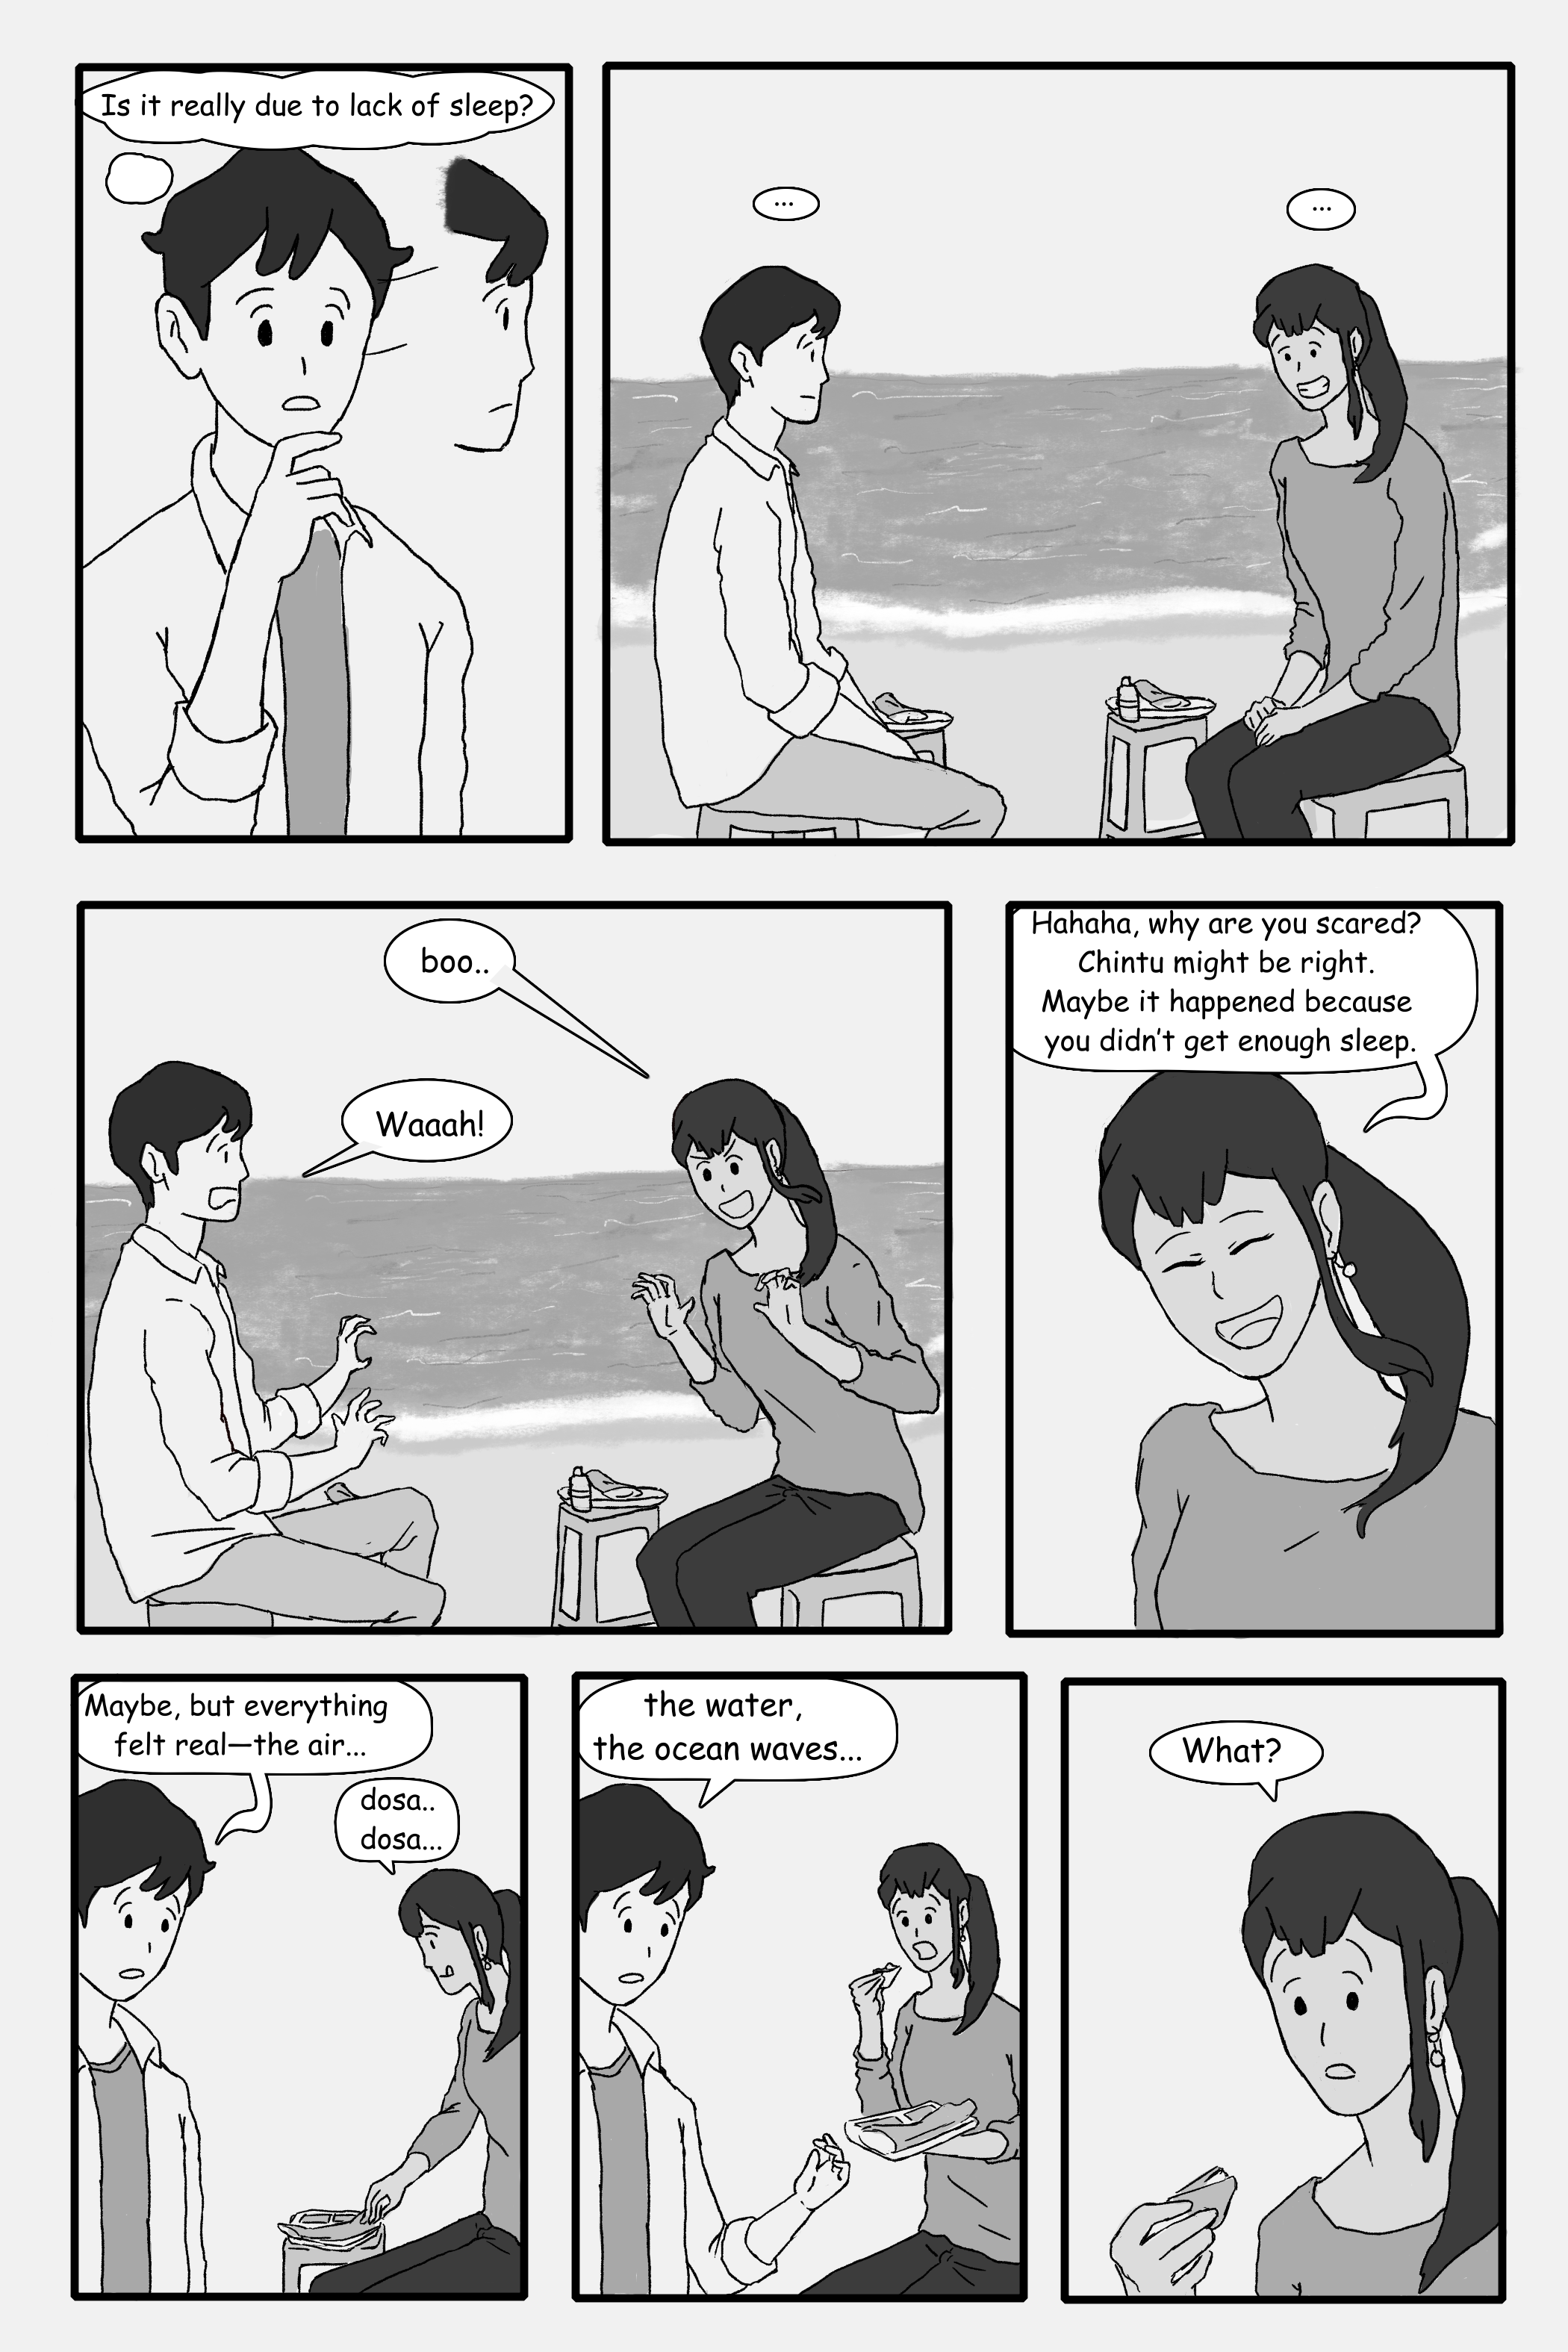 Is it really due to lack of sleep?
...
...
boo..
Waaah!
Hahaha, why are you scared?
Chintu might be right.
Maybe it happened because
you didn't get enough sleep.
Maybe, but everything
felt real—the air...
dosa..
dosa...
the water,
the ocean waves...
What?